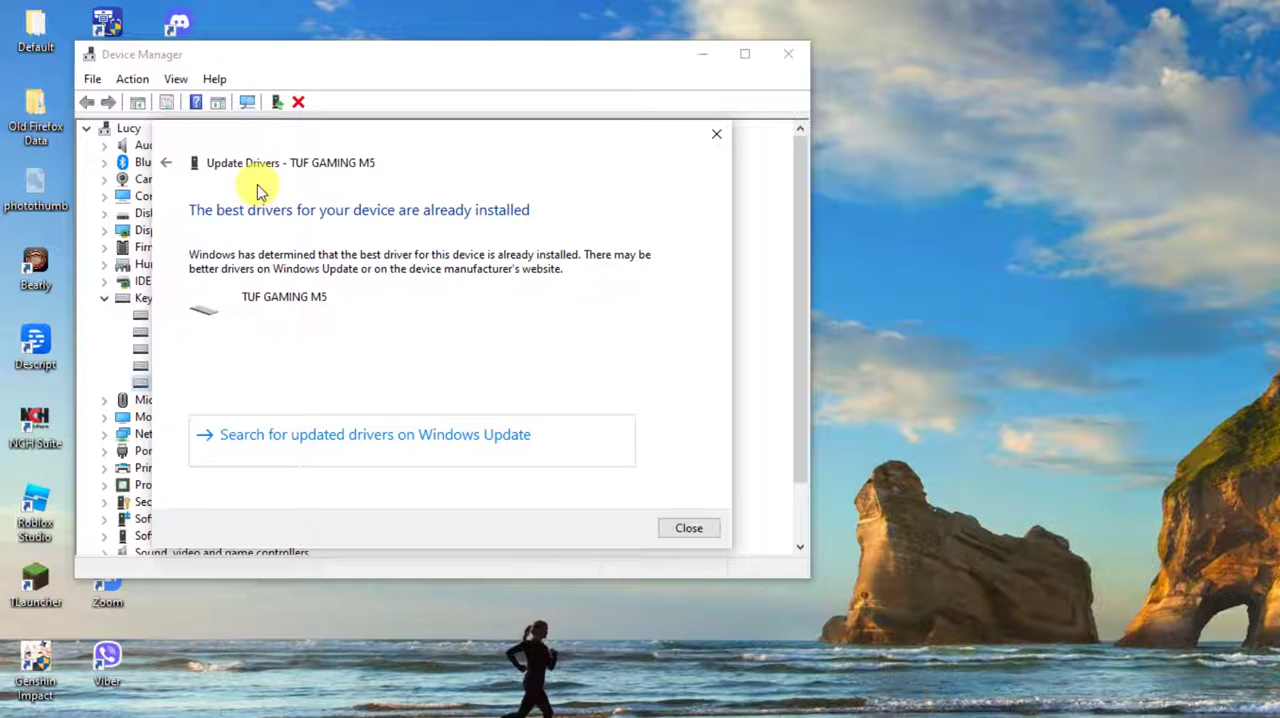 Default
Device Manager
File Action View Help
Lucy
Update Drivers - TUF GAMING M5
The best drivers for your device are already installed
Windows has determined that the best driver for this device is already installed. There may be
better drivers on Windows Update or on the device manufacturer's website.
TUF GAMING M5
Search for updated drivers on Windows Update
Close
Aud
Blu
Car
Co
Disl
Disp
Firn
Hur
IDE
Key
Mic
Mo
Net
Por
Prin
Pro
Sec
Sof
Sof
Sound, video and game controllers
Old Firefox
Data
photothumb
Bearly
Descript
NCH
NCH Suite
Roblox
Studio
TLauncher
Zoom
Genshin
Impact
Viber